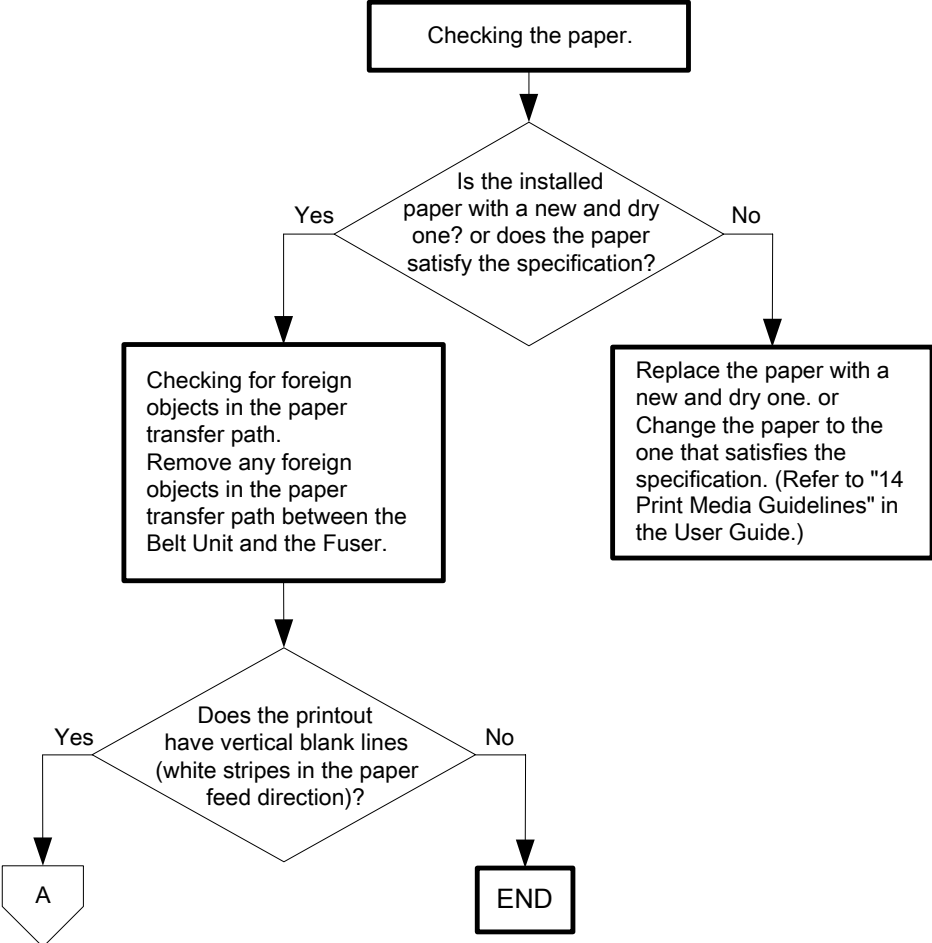 Checking the paper.
Is the installed
paper with a new and dry
one? or does the paper
satisfy the specification?
Yes
No
Checking for foreign
objects in the paper
transfer path.
Remove any foreign
objects in the paper
transfer path between the
Belt Unit and the Fuser.
Replace the paper with a
new and dry one. or
Change the paper to the
one that satisfies the
specification. (Refer to "14
Print Media Guidelines" in
the User Guide.)
Does the printout
have vertical blank lines
(white stripes in the paper
feed direction)?
Yes
No
A
END